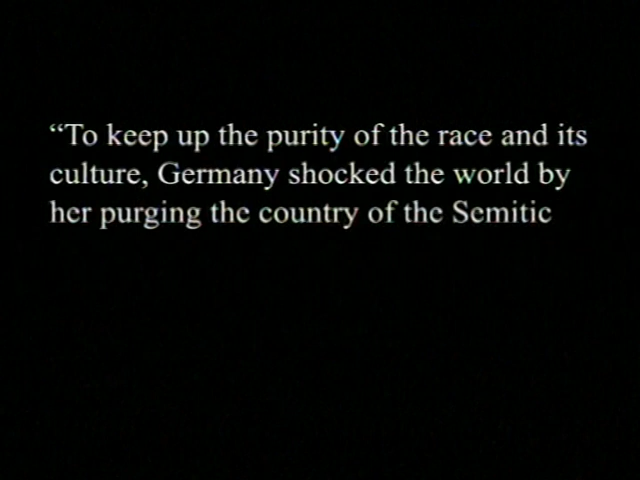 “To keep up the purity of the race and its
culture, Germany shocked the world by
her purging the country of the Semitic